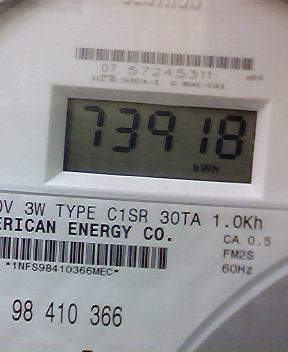 07 57245311
HPF
73918
kWh
0V 3W TYPE C1SR 30TA 1.0Kh
ERICAN ENERGY CO.
CA 0.5
FM2S
60Hz
*1NFS98410366MEC*
98 410 366